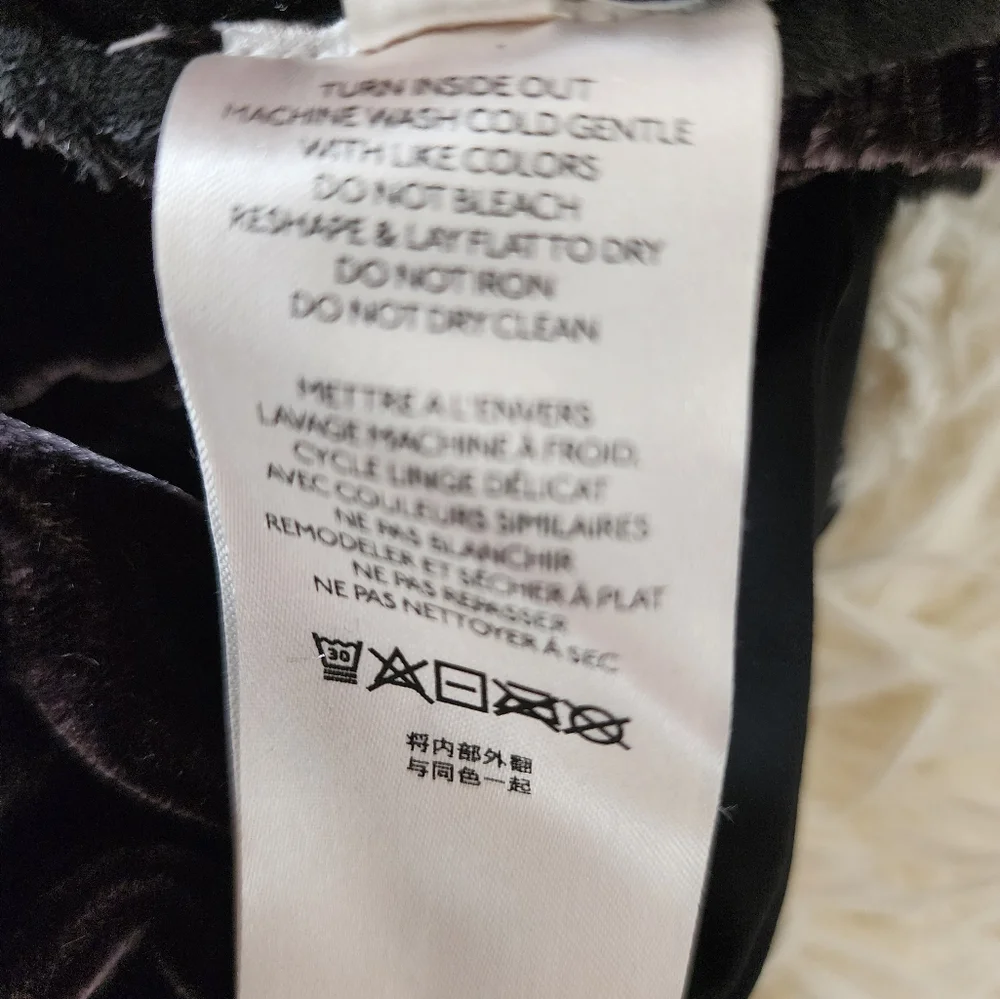 TURN INSIDE OUT
MACHINE WASH COLD GENTLE
WITH LIKE COLORS
DO NOT BLEACH
RESHAPE & LAY FLAT TO DRY
DO NOT IRON
DO NOT DRY CLEAN
METTRE A L'ENVERS
LAVAGE MACHINE À FROID,
CYCLE LINGE DÉLICAT
AVEC COULEURS SIMILAIRES
NE PAS BLANCHIR
REMODELER ET SÉCHER À PLAT
NE PAS REPASSER
NE PAS NETTOYER À SEC
30
将内部外翻
与同色一起